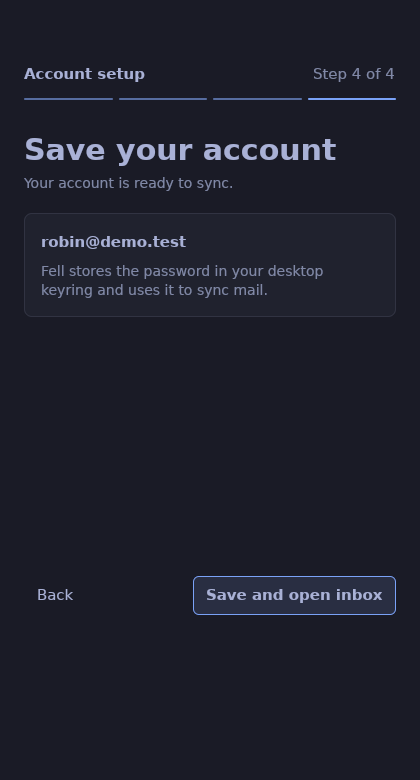 Account setup
Step 4 of 4
Save your account
Your account is ready to sync.
robin@demo.test
Fell stores the password in your desktop
keyring and uses it to sync mail.
Back
Save and open inbox